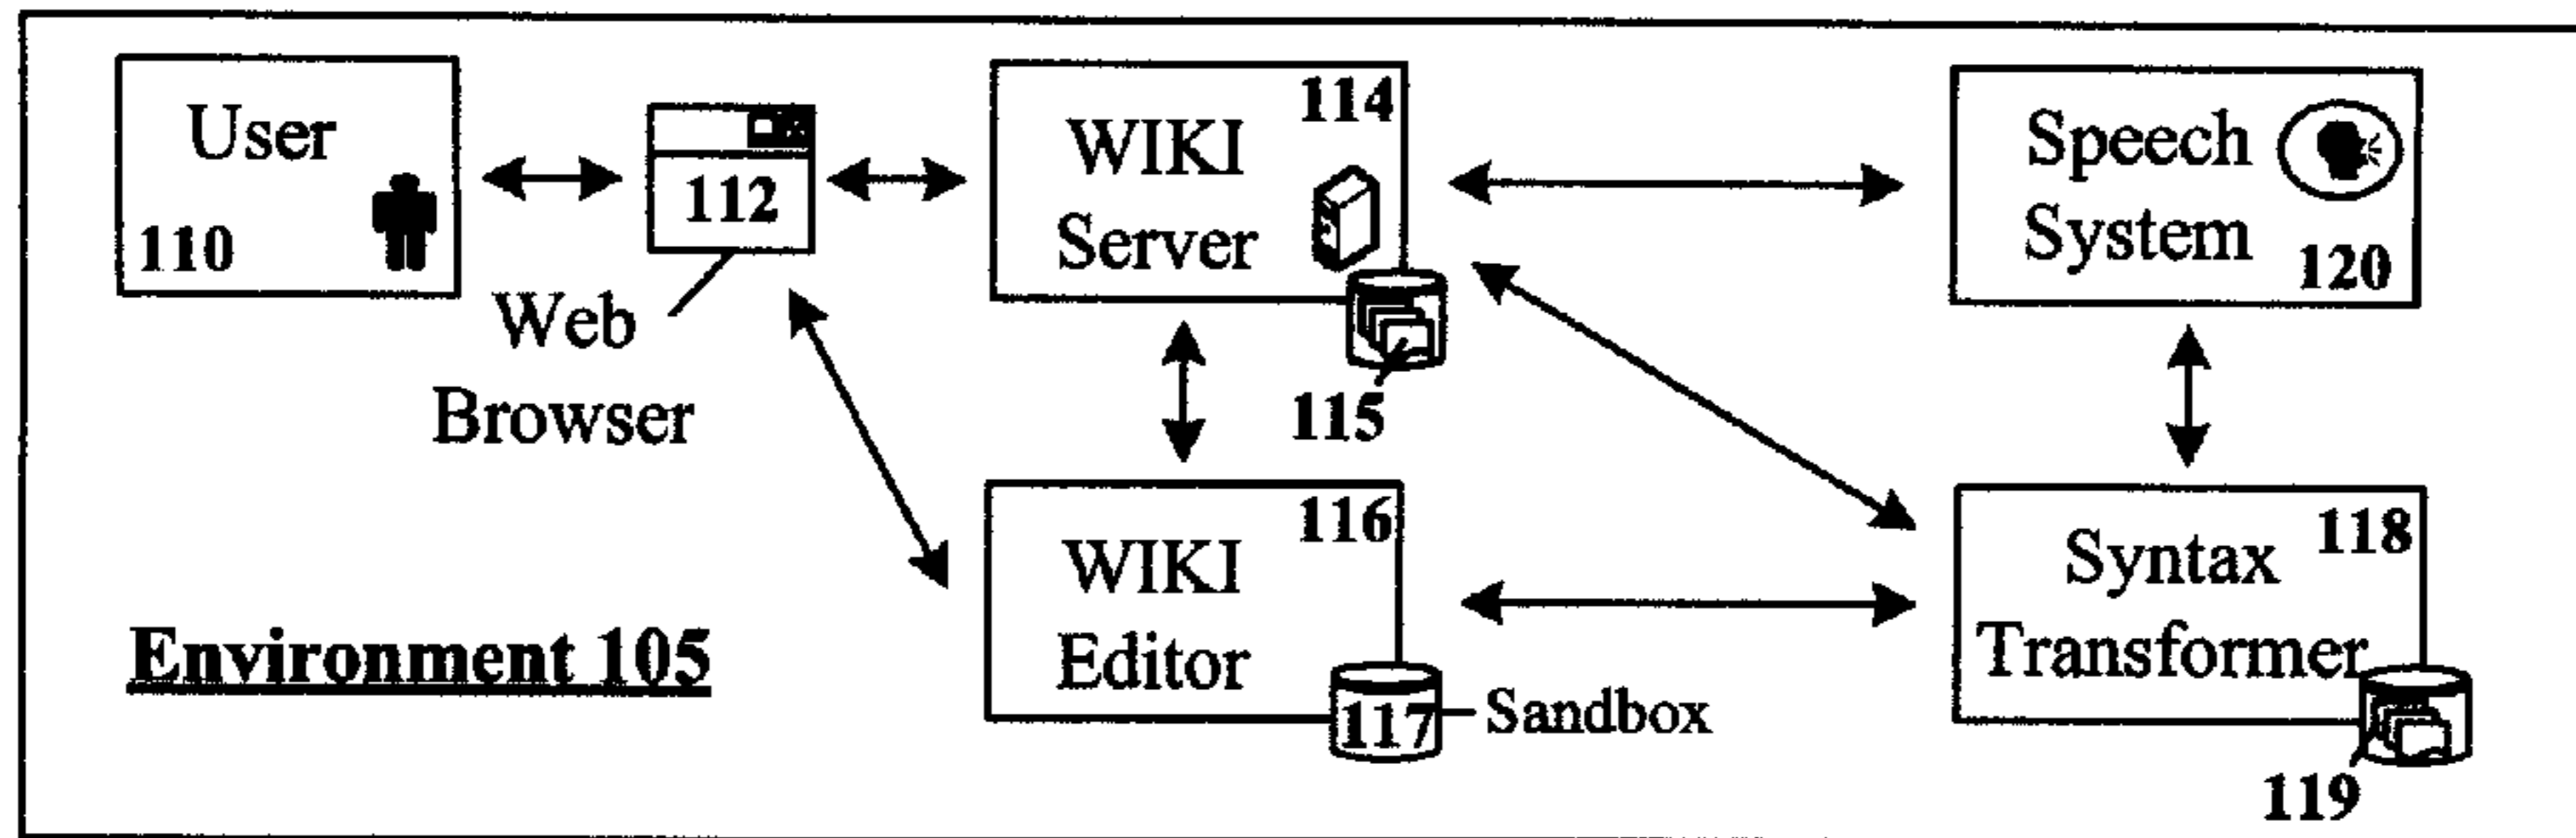 User
110
112
Web
Browser
114
WIKI
Server
115
Speech
System
120
116
WIKI
Editor
117
Sandbox
118
Syntax
Transformer
119
Environment 105